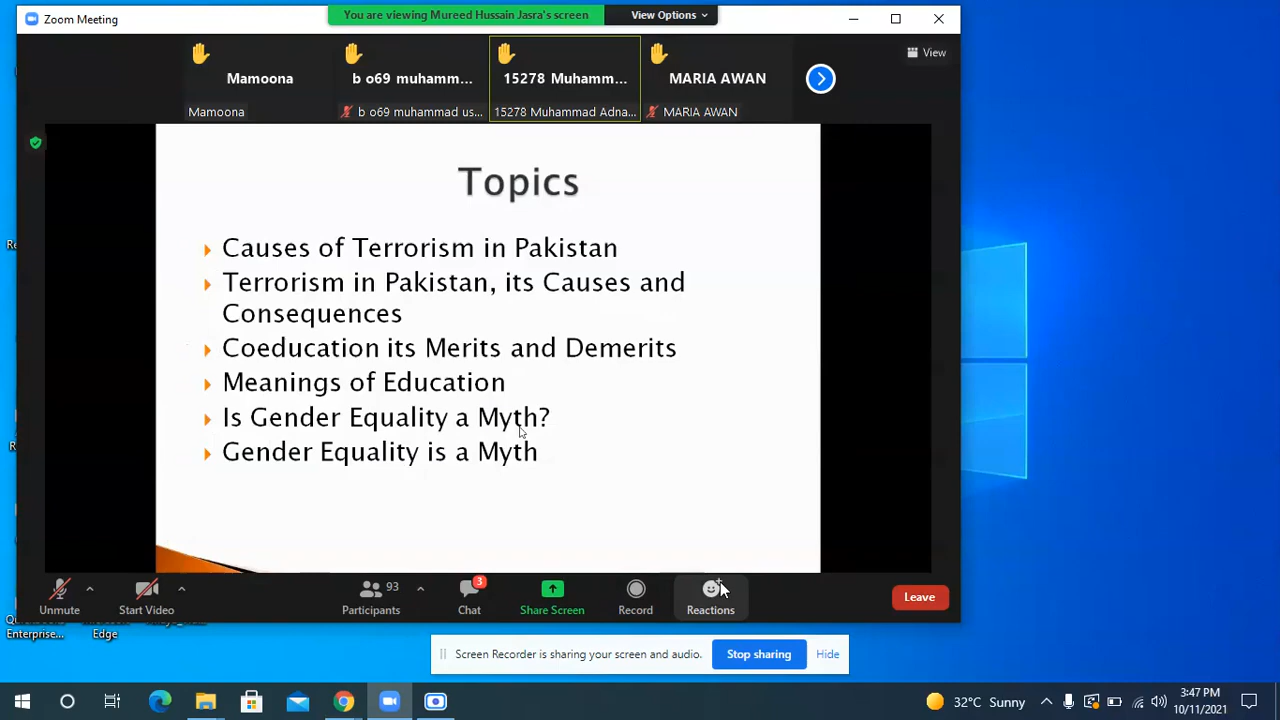 Zoom Meeting
You are viewing Mureed Hussain Jasra's screen
View Options
View
Mamoona
b o69 muhamm...
15278 Muhamm...
MARIA AWAN
Mamoona
b o69 muhammad us...
15278 Muhammad Adna...
MARIA AWAN
Topics
Causes of Terrorism in Pakistan
Terrorism in Pakistan, its Causes and
Consequences
Coeducation its Merits and Demerits
Meanings of Education
Is Gender Equality a Myth?
Gender Equality is a Myth
93
3
Unmute
Start Video
Participants
Chat
Share Screen
Record
Reactions
Leave
Enterprise...
Edge
Screen Recorder is sharing your screen and audio.
Stop sharing
Hide
32°C Sunny
3:47 PM
10/11/2021